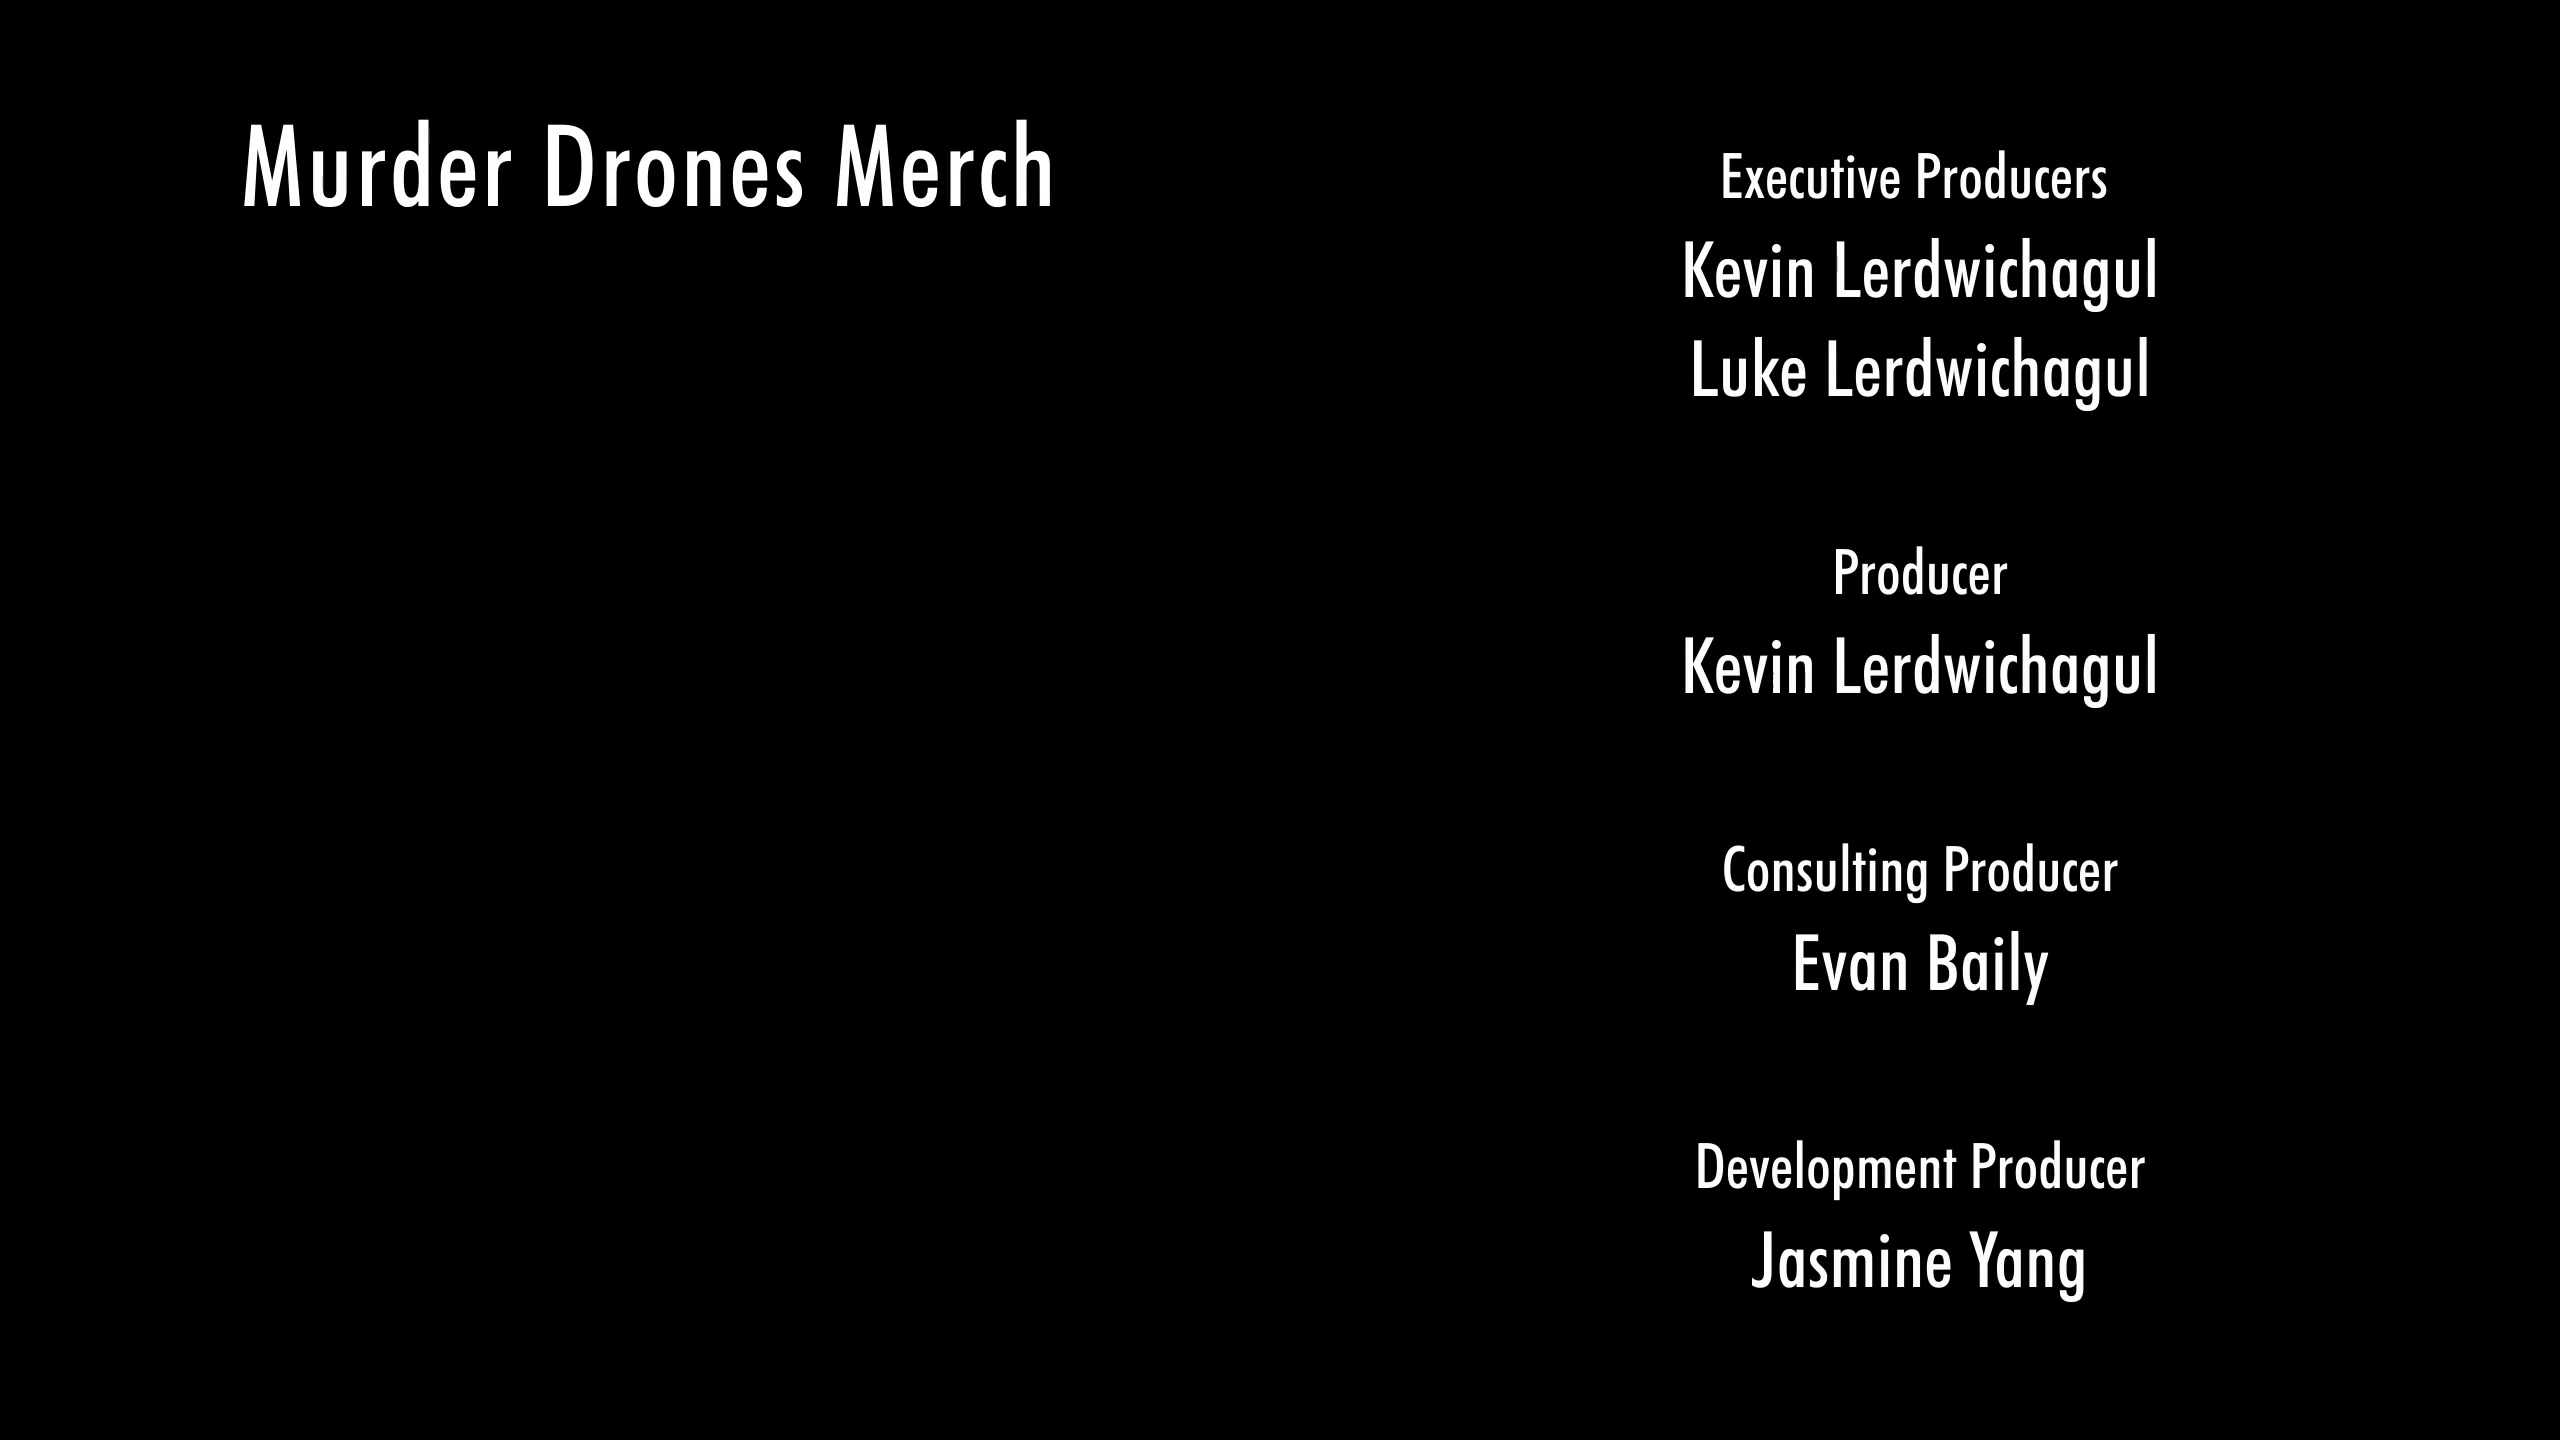 Murder Drones Merch
Executive Producers
Kevin Lerdwichagul
Luke Lerdwichagul
Producer
Kevin Lerdwichagul
Consulting Producer
Evan Baily
Development Producer
Jasmine Yang